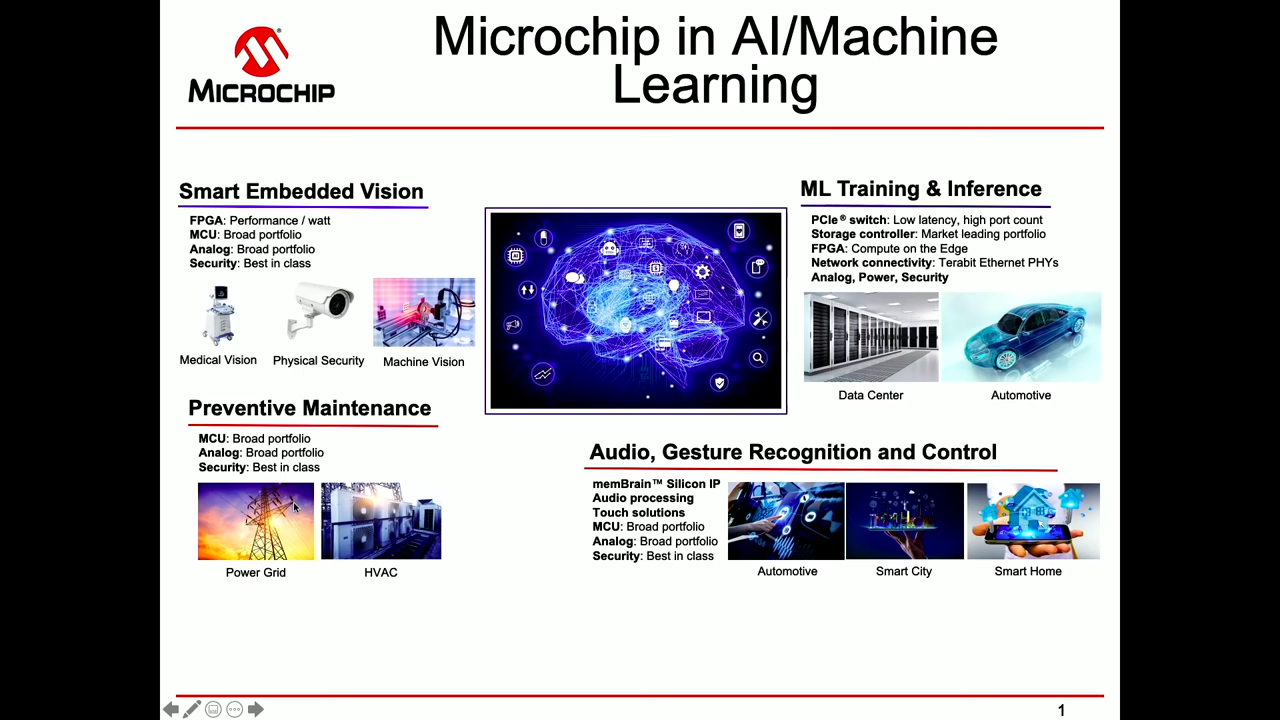 Microchip in AI/Machine
Learning
MICROCHIP
Smart Embedded Vision
FPGA: Performance / watt
MCU: Broad portfolio
Analog: Broad portfolio
Security: Best in class
Medical Vision
Physical Security
Machine Vision
ML Training & Inference
PCIe® switch: Low latency, high port count
Storage controller: Market leading portfolio
FPGA: Compute on the Edge
Network connectivity: Terabit Ethernet PHYs
Analog, Power, Security
Data Center
Automotive
Preventive Maintenance
MCU: Broad portfolio
Analog: Broad portfolio
Security: Best in class
Power Grid
HVAC
Audio, Gesture Recognition and Control
memBrain™ Silicon IP
Audio processing
Touch solutions
MCU: Broad portfolio
Analog: Broad portfolio
Security: Best in class
Automotive
Smart City
Smart Home
1